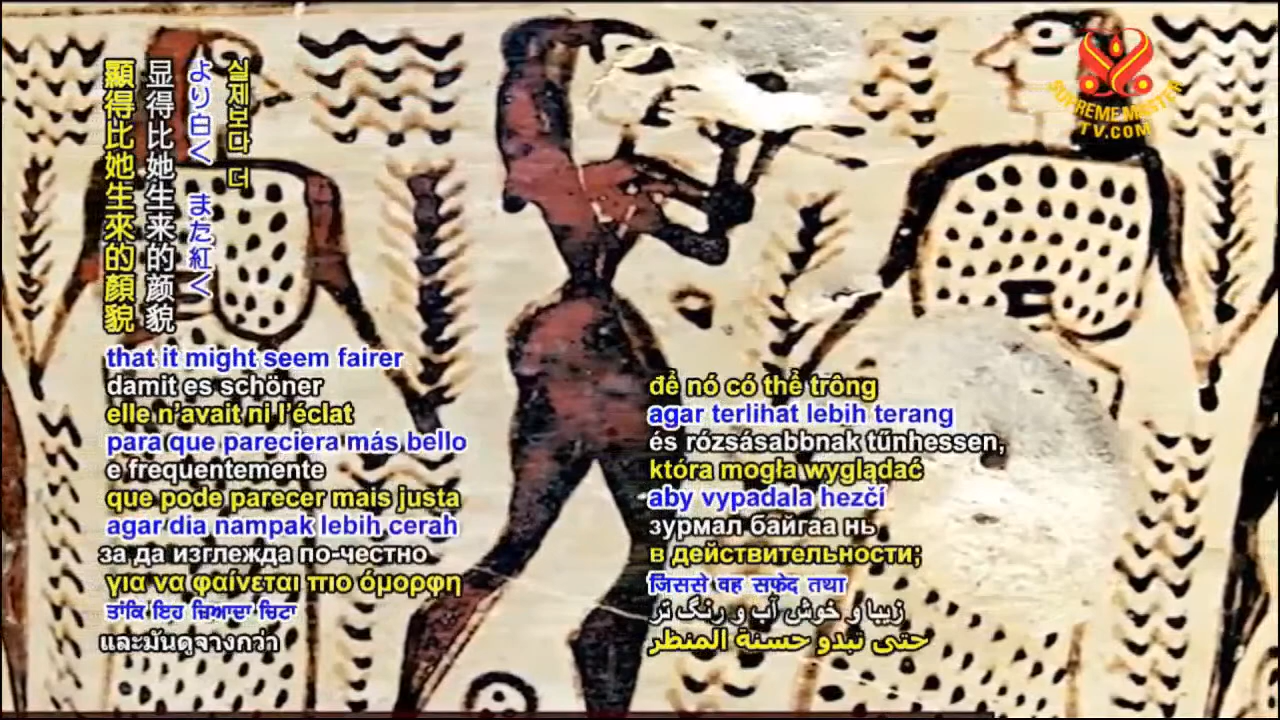 顯得比她生來的顏貌
显得比她生来的颜貌
より白く また紅く
실제보다 더
SUPREME MASTER
TV.COM
that it might seem fairer
damit es schöner
elle n'avait ni l'éclat
para que pareciera más bello
e frequentemente
que pode parecer mais justa
agar dia nampak lebih cerah
за да изглежда по-честно
για να φαίνεται πιο όμορφη
ਤਾਂਕਿ ਇਹ ਜ਼ਿਆਦਾ ਚਿਟਾ
และมันดูจางกว่า
để nó có thể trông
agar terlihat lebih terang
és rózsásabbnak tűnhessen,
która mogła wyglądać
aby vypadala hezčí
зурмал байгаа нь
в действительности;
जिससे वह सफेद तथा
زیبا و خوش آب و رنگ تر
حتى تبدو حسنة المنظر